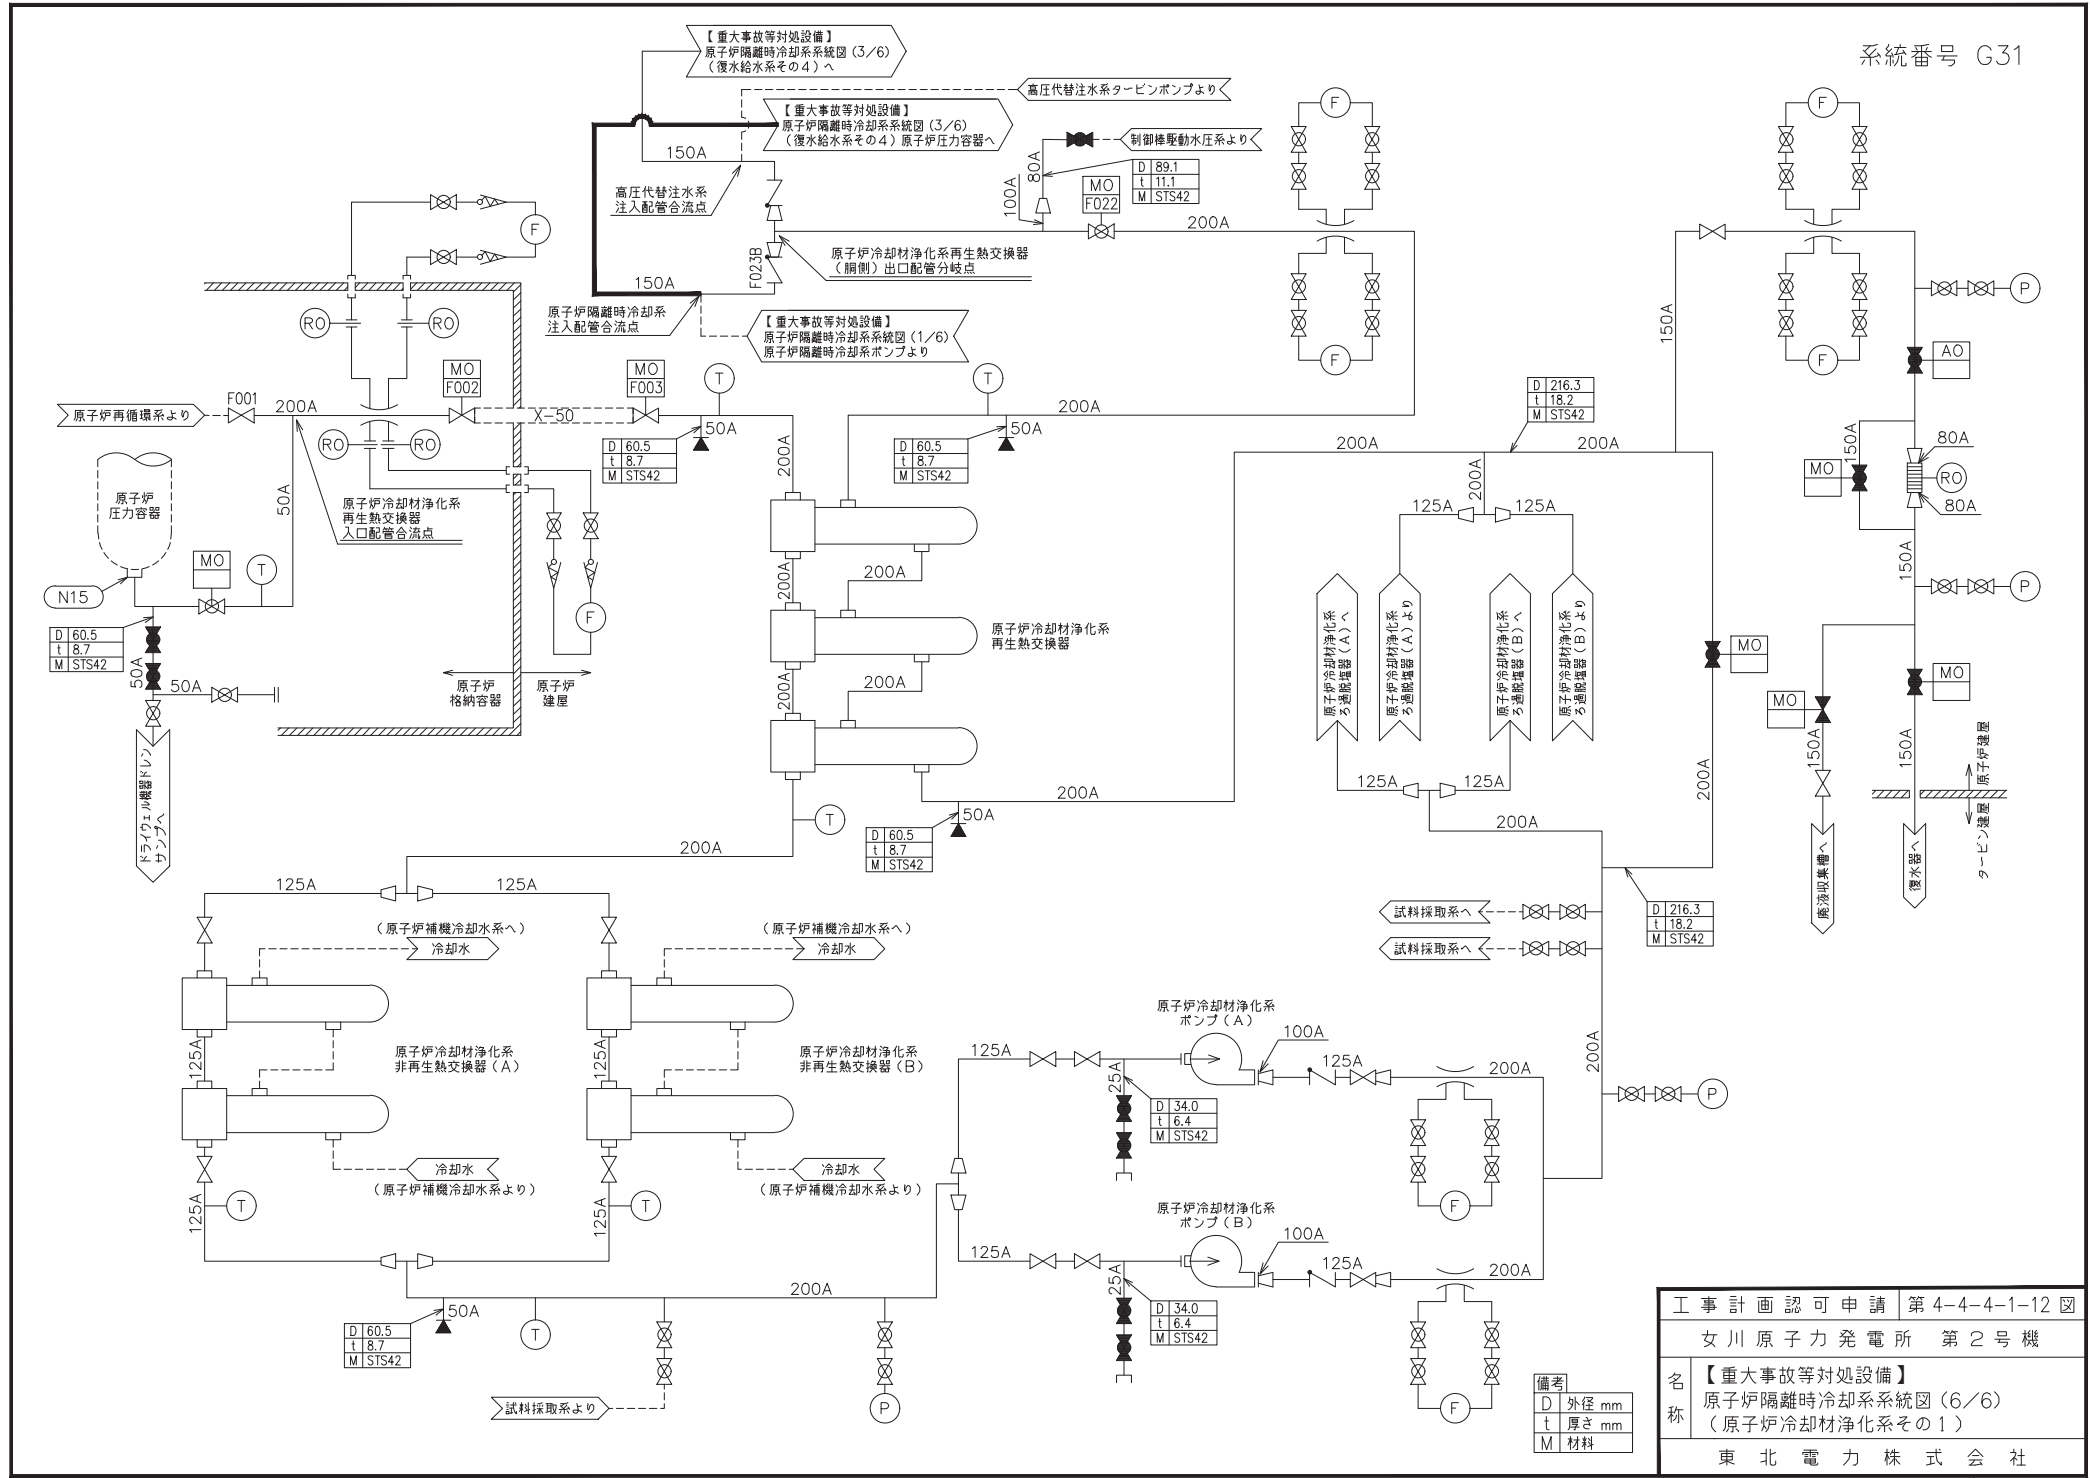 系統番号 G31
【重大事故等対処設備】
原子炉隔離時冷却系系統図(3/6)
(復水給水系その4)へ
高圧代替注水系タービンポンプより
【重大事故等対処設備】
原子炉隔離時冷却系系統図(3/6)
(復水給水系その4)原子炉圧力容器へ
150A
高圧代替注水系
注入配管合流点
制御棒駆動水圧系より
80A
100A
D 89.1
t 11.1
M STS42
MO
F022
200A
原子炉冷却材浄化系再生熱交換器
(胴側)出口配管分岐点
F023B
150A
原子炉隔離時冷却系
注入配管合流点
【重大事故等対処設備】
原子炉隔離時冷却系系統図(1/6)
原子炉隔離時冷却系ポンプより
F
F
F
F
F
P
150A
AO
RO
RO
MO
F002
MO
F003
T
T
原子炉再循環系より
F001
200A
X-50
50A
D 60.5
t 8.7
M STS42
200A
D 60.5
t 8.7
M STS42
50A
200A
RO
RO
原子炉
圧力容器
50A
原子炉冷却材浄化系
再生熱交換器
入口配管合流点
MO
T
N15
F
D 60.5
t 8.7
M STS42
50A
50A
原子炉
格納容器
原子炉
建屋
ドライウェル機器ドレン
サンプへ
200A
200A
200A
200A
原子炉冷却材浄化系
再生熱交換器
D 216.3
t 18.2
M STS42
200A
200A
200A
125A
125A
原子炉冷却材浄化系
ろ過脱塩器(A)へ
原子炉冷却材浄化系
ろ過脱塩器(A)より
原子炉冷却材浄化系
ろ過脱塩器(B)へ
原子炉冷却材浄化系
ろ過脱塩器(B)より
125A
125A
200A
MO
200A
150A
MO
80A
RO
80A
150A
P
MO
MO
150A
150A
原子炉建屋
タービン建屋
廃液収集槽へ
復水器へ
T
200A
D 60.5
t 8.7
M STS42
50A
200A
125A
125A
(原子炉補機冷却水系へ)
冷却水
(原子炉補機冷却水系へ)
冷却水
125A
原子炉冷却材浄化系
非再生熱交換器(A)
125A
原子炉冷却材浄化系
非再生熱交換器(B)
冷却水
(原子炉補機冷却水系より)
冷却水
(原子炉補機冷却水系より)
125A
T
125A
T
試料採取系へ
試料採取系へ
D 216.3
t 18.2
M STS42
200A
P
原子炉冷却材浄化系
ポンプ(A)
125A
100A
125A
200A
25A
D 34.0
t 6.4
M STS42
F
原子炉冷却材浄化系
ポンプ(B)
125A
100A
125A
200A
25A
D 34.0
t 6.4
M STS42
F
200A
D 60.5
t 8.7
M STS42
50A
T
試料採取系より
P
備考
D 外径 mm
t 厚さ mm
M 材料
工事計画認可申請 第4-4-4-1-12図
女川原子力発電所 第2号機
名称
【重大事故等対処設備】
原子炉隔離時冷却系系統図(6/6)
(原子炉冷却材浄化系その1)
東北電力株式会社